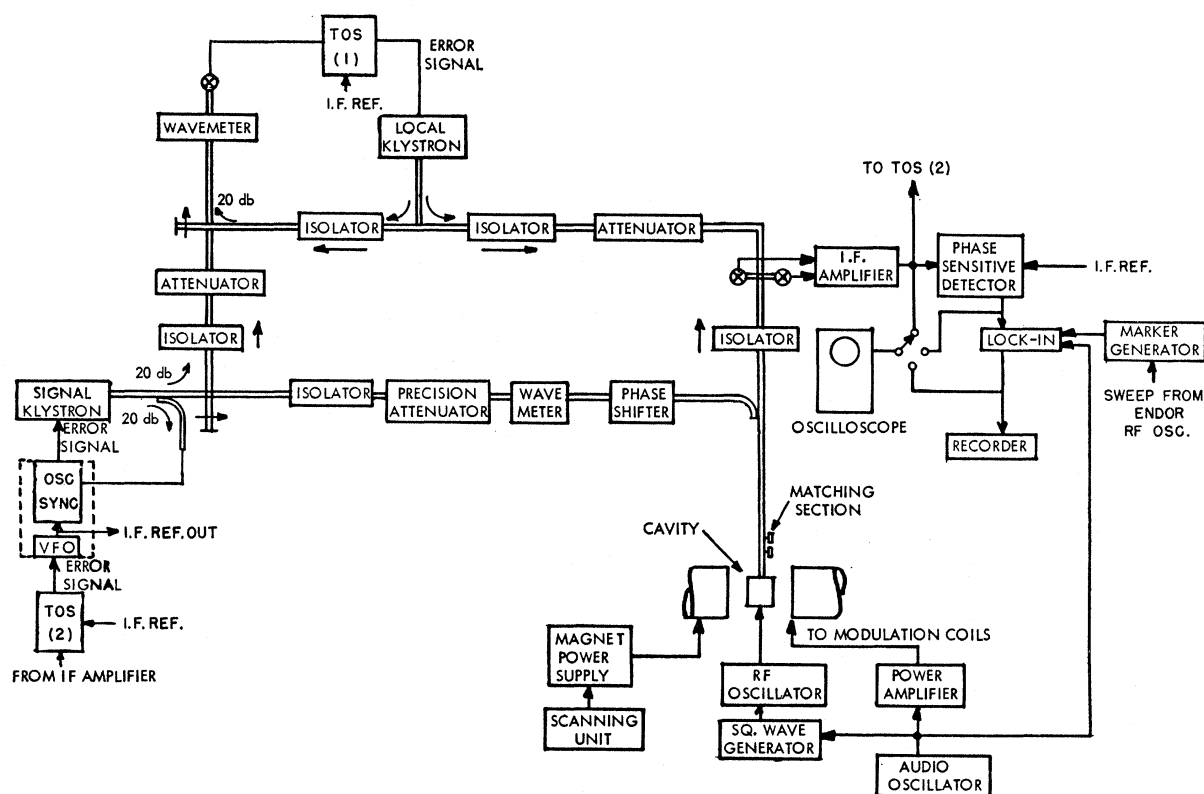 TOS
(1)
ERROR
SIGNAL
I.F. REF.
WAVEMETER
LOCAL
KLYSTRON
20 db
ISOLATOR
ISOLATOR
ATTENUATOR
TO TOS (2)
I.F.
AMPLIFIER
PHASE
SENSITIVE
DETECTOR
I.F. REF.
ATTENUATOR
ISOLATOR
ISOLATOR
LOCK-IN
MARKER
GENERATOR
SWEEP FROM
ENDOR
RF OSC.
OSCILLOSCOPE
RECORDER
20 db
SIGNAL
KLYSTRON
20 db
ISOLATOR
PRECISION
ATTENUATOR
WAVE
METER
PHASE
SHIFTER
ERROR
SIGNAL
OSC
SYNC
I.F. REF. OUT
VFO
ERROR
SIGNAL
TOS
(2)
I.F. REF.
FROM IF AMPLIFIER
MATCHING
SECTION
CAVITY
TO MODULATION COILS
MAGNET
POWER
SUPPLY
SCANNING
UNIT
RF
OSCILLATOR
POWER
AMPLIFIER
SQ. WAVE
GENERATOR
AUDIO
OSCILLATOR